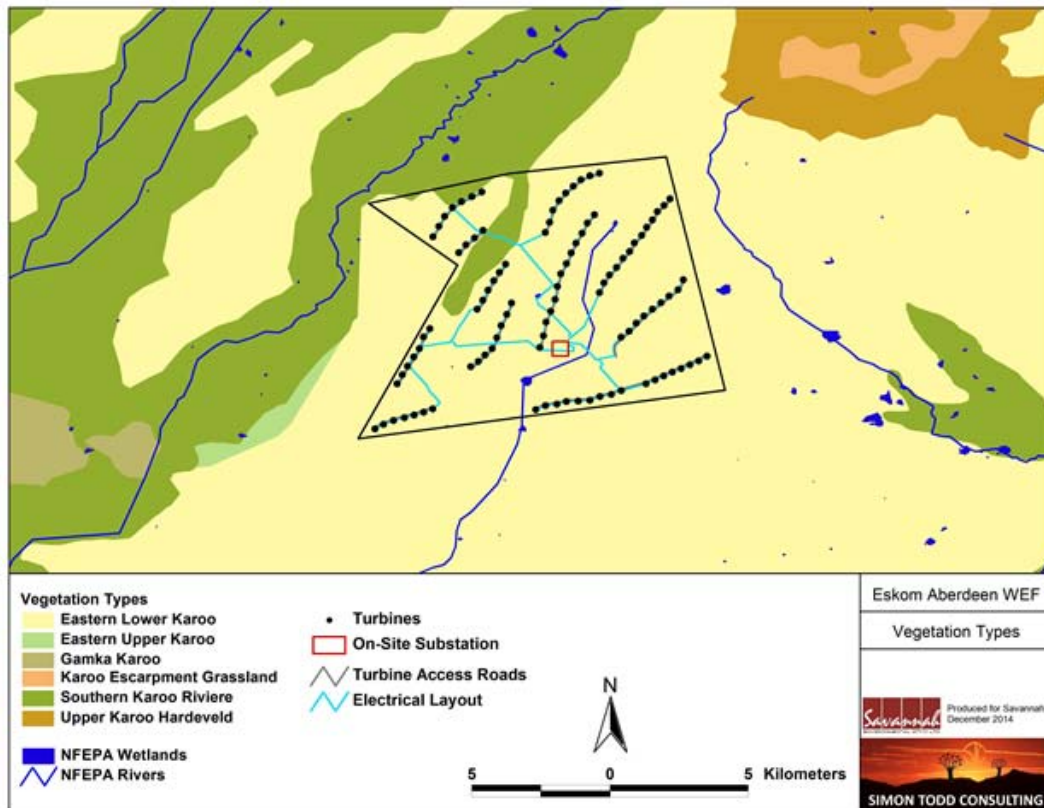 Vegetation Types
Eastern Lower Karoo
Eastern Upper Karoo
Gamka Karoo
Karoo Escarpment Grassland
Southern Karoo Riviere
Upper Karoo Hardeveld
NFEPA Wetlands
NFEPA Rivers
Turbines
On-Site Substation
Turbine Access Roads
Electrical Layout
N
5 0 5 Kilometers
Eskom Aberdeen WEF
Vegetation Types
Savannah
Produced for Savannah
December 2014
SIMON TODD CONSULTING